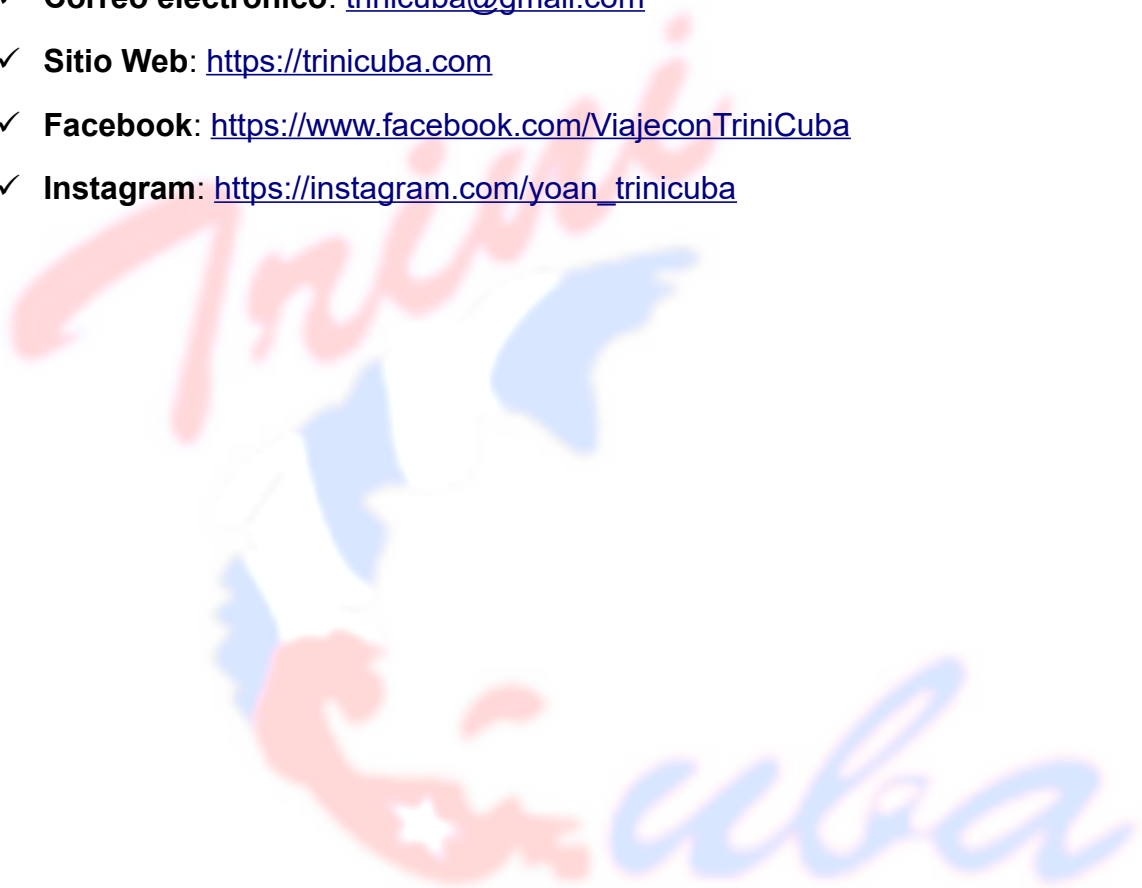 ✓ Correo electrónico: trinicuba@gmail.com
✓ Sitio Web: https://trinicuba.com
✓ Facebook: https://www.facebook.com/ViajeconTriniCuba
✓ Instagram: https://instagram.com/yoan_trinicuba
Trini
Cuba